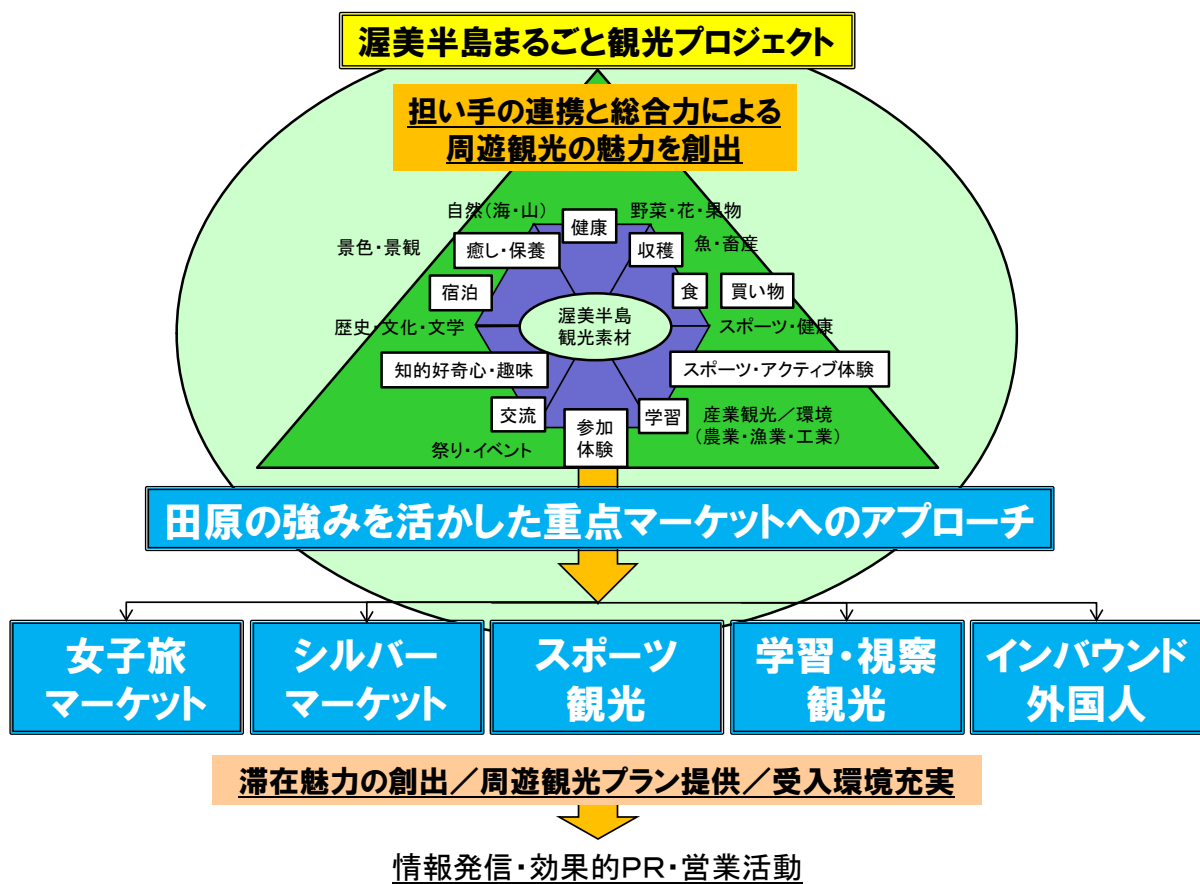 渥美半島まるごと観光プロジェクト
担い手の連携と総合力による
周遊観光の魅力を創出
自然(海・山)
健康
野菜・花・果物
景色・景観
癒し・保養
収穫
魚・畜産
宿泊
食
買い物
渥美半島
観光素材
歴史・文化・文学
スポーツ・健康
知的好奇心・趣味
スポーツ・アクティブ体験
交流
参加
体験
学習
産業観光/環境
(農業・漁業・工業)
祭り・イベント
田原の強みを活かした重点マーケットへのアプローチ
女子旅
マーケット
シルバー
マーケット
スポーツ
観光
学習・視察
観光
インバウンド
外国人
滞在魅力の創出/周遊観光プラン提供/受入環境充実
情報発信・効果的PR・営業活動